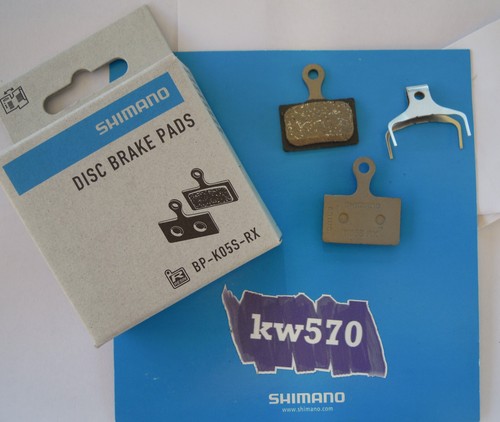 SHIMANO
DISC BRAKE PADS
BP-K05S-RX
kw570
SHIMANO
www.shimano.com